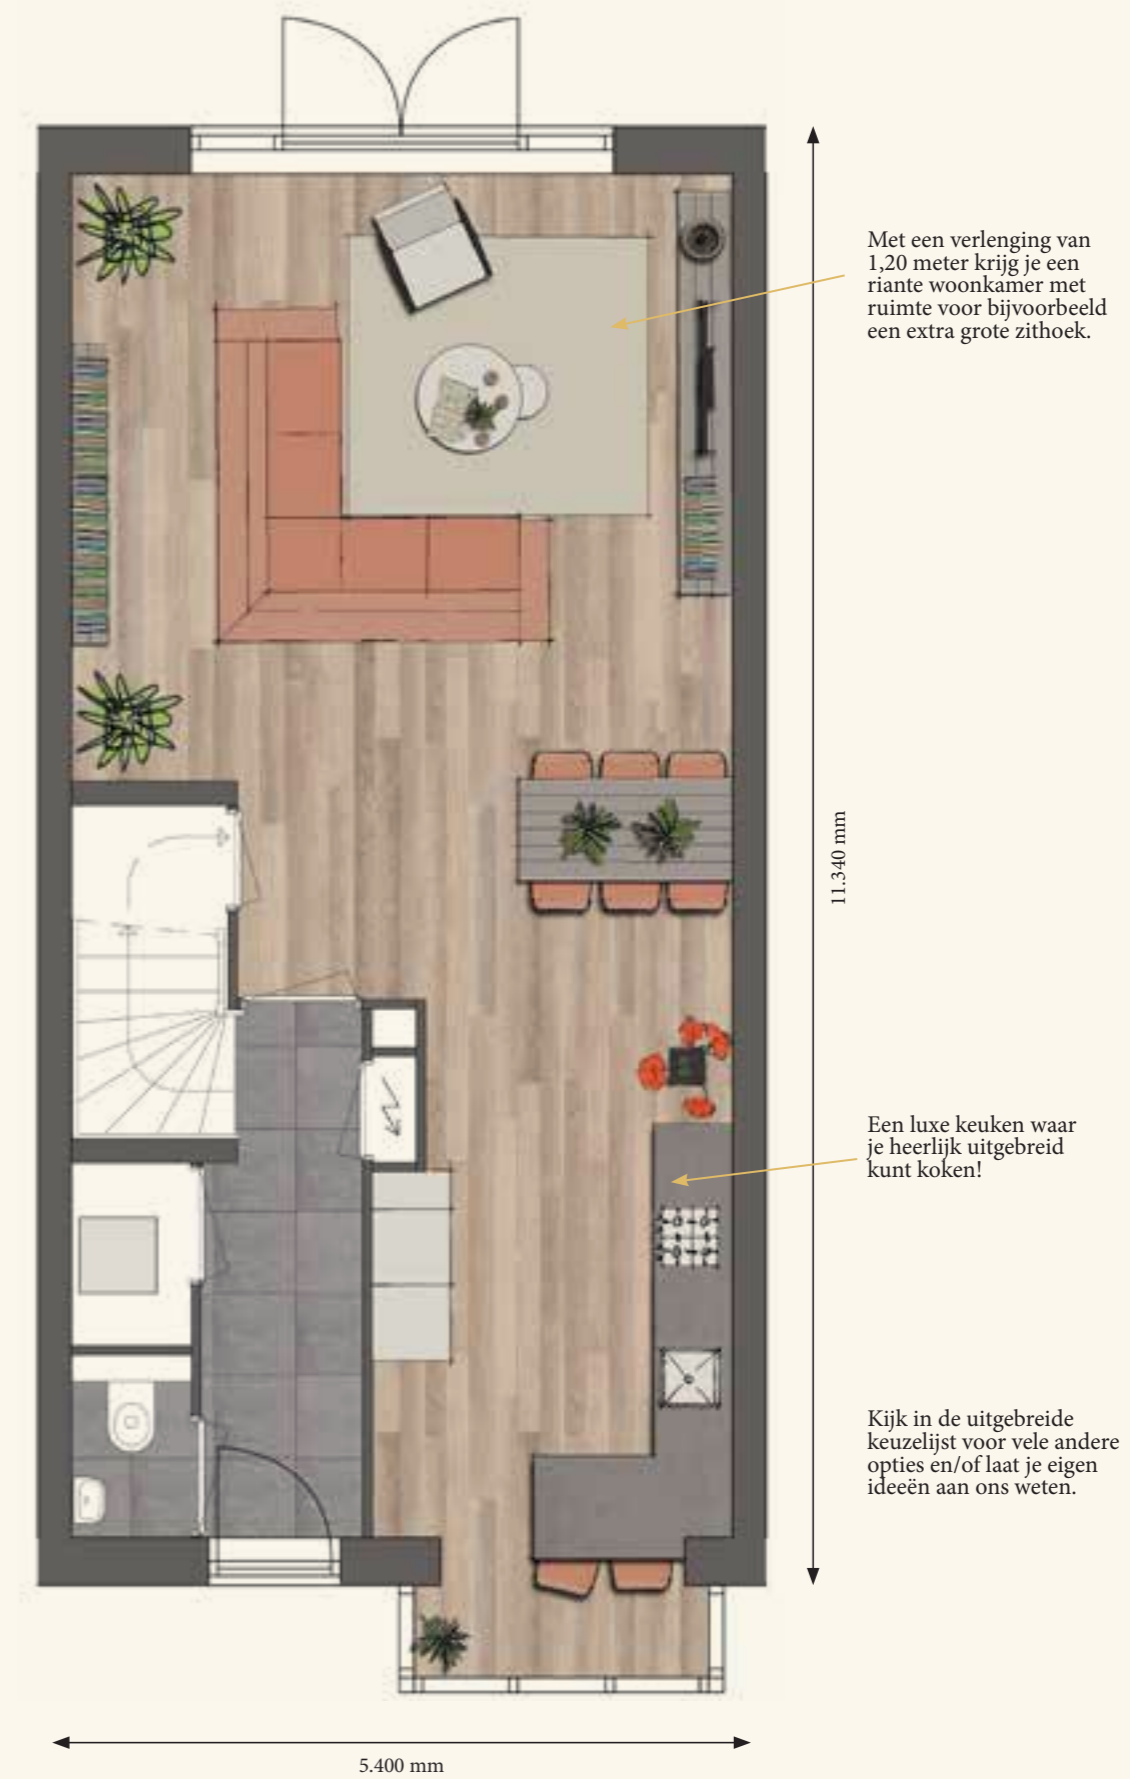 Met een verlenging van
1,20 meter krijg je een
riante woonkamer met
ruimte voor bijvoorbeeld
een extra grote zithoek.
11.340 mm
Een luxe keuken waar
je heerlijk uitgebreid
kunt koken!
Kijk in de uitgebreide
keuzelijst voor vele andere
opties en/of laat je eigen
ideeën aan ons weten.
5.400 mm